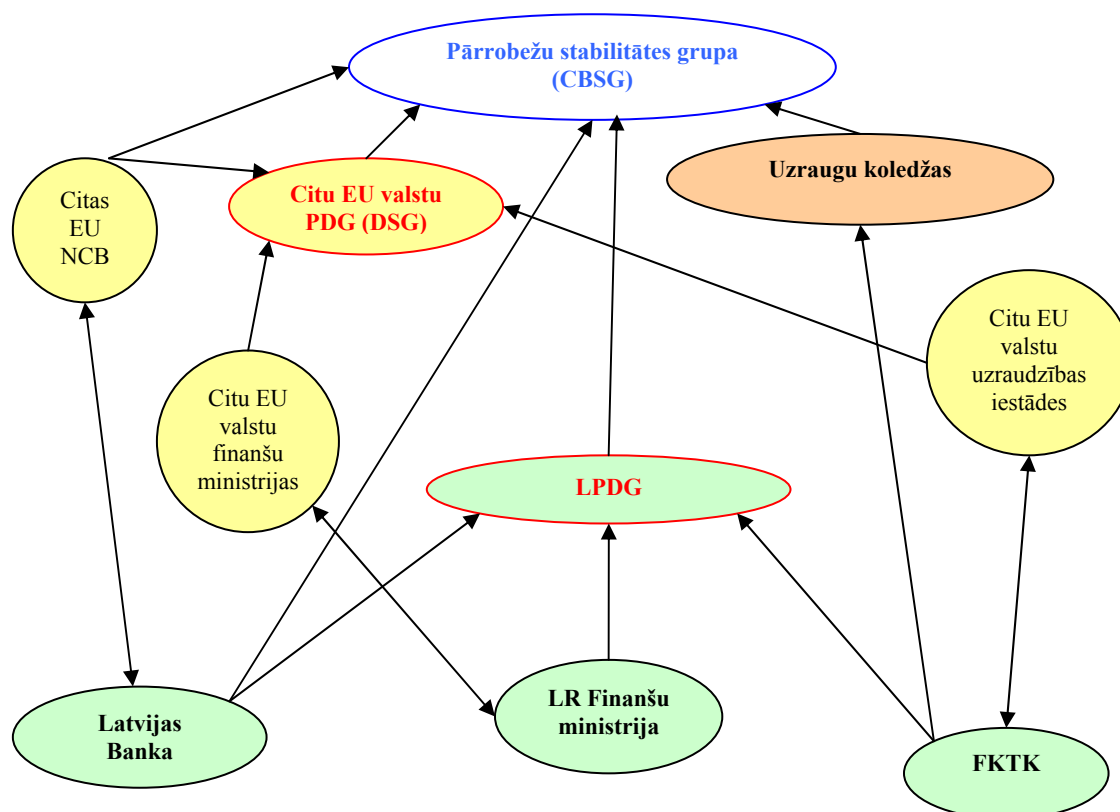 Pārrobežu stabilitātes grupa
(CBSG)
Uzraugu koledžas
Citu EU valstu
PDG (DSG)
Citas
EU
NCB
Citu EU
valstu
uzraudzības
iestādes
Citu EU
valstu
finanšu
ministrijas
LPDG
LR Finanšu
ministrija
Latvijas
Banka
FKTK